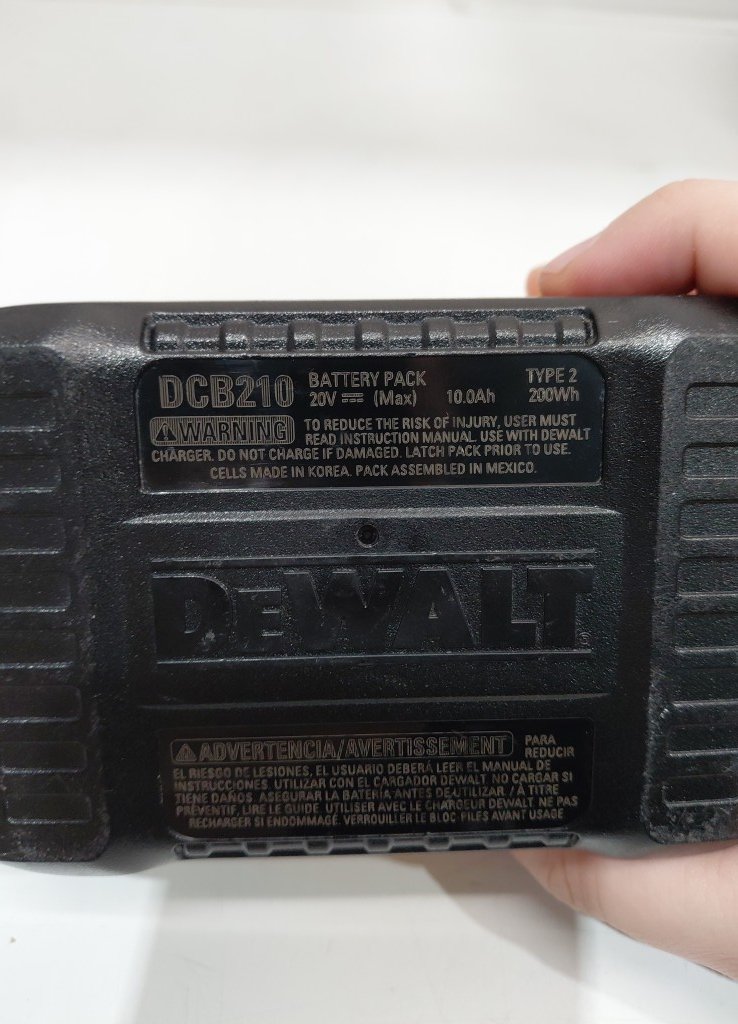 DCB210 BATTERY PACK TYPE 2
20V ⎓ (Max) 10.0Ah 200Wh
⚠WARNING TO REDUCE THE RISK OF INJURY, USER MUST
READ INSTRUCTION MANUAL. USE WITH DEWALT
CHARGER. DO NOT CHARGE IF DAMAGED. LATCH PACK PRIOR TO USE.
CELLS MADE IN KOREA. PACK ASSEMBLED IN MEXICO.
DEWALT®
⚠ADVERTENCIA/AVERTISSEMENT PARA
REDUCIR
EL RIESGO DE LESIONES, EL USUARIO DEBERÁ LEER EL MANUAL DE
INSTRUCCIONES. UTILIZAR CON EL CARGADOR DEWALT. NO CARGAR SI
TIENE DAÑOS. ASEGURAR LA BATERÍA ANTES DE UTILIZAR. / À TITRE
PRÉVENTIF, LIRE LE GUIDE. UTILISER AVEC LE CHARGEUR DEWALT. NE PAS
RECHARGER SI ENDOMMAGÉ. VERROUILLER LE BLOC PILES AVANT USAGE